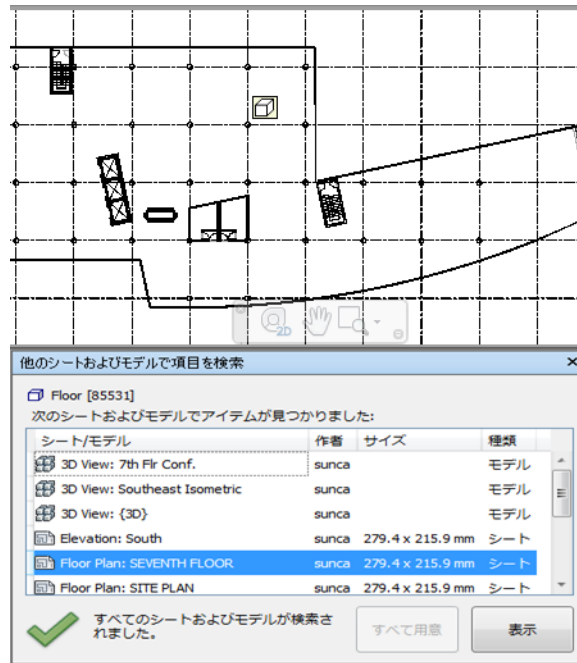 2D
他のシートおよびモデルで項目を検索
Floor [85531]
次のシートおよびモデルでアイテムが見つかりました:
シート/モデル 作者 サイズ 種類
3D View: 7th Flr Conf. sunca モデル
3D View: Southeast Isometric sunca モデル
3D View: {3D} sunca モデル
Elevation: South sunca 279.4 x 215.9 mm シート
Floor Plan: SEVENTH FLOOR sunca 279.4 x 215.9 mm シート
Floor Plan: SITE PLAN sunca 279.4 x 215.9 mm シート
すべてのシートおよびモデルが検索さ
れました。
すべて用意 表示